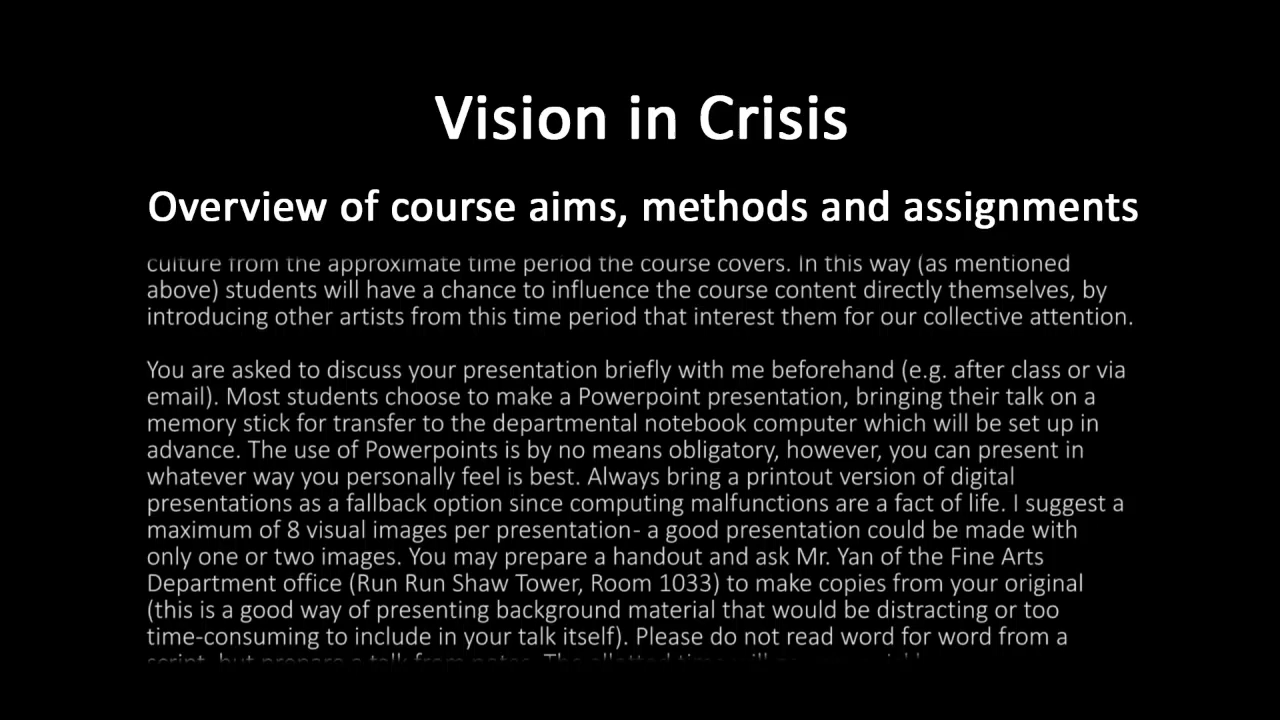 Vision in Crisis
Overview of course aims, methods and assignments
culture from the approximate time period the course covers. In this way (as mentioned
above) students will have a chance to influence the course content directly themselves, by
introducing other artists from this time period that interest them for our collective attention.
You are asked to discuss your presentation briefly with me beforehand (e.g. after class or via
email). Most students choose to make a Powerpoint presentation, bringing their talk on a
memory stick for transfer to the departmental notebook computer which will be set up in
advance. The use of Powerpoints is by no means obligatory, however, you can present in
whatever way you personally feel is best. Always bring a printout version of digital
presentations as a fallback option since computing malfunctions are a fact of life. I suggest a
maximum of 8 visual images per presentation- a good presentation could be made with
only one or two images. You may prepare a handout and ask Mr. Yan of the Fine Arts
Department office (Run Run Shaw Tower, Room 1033) to make copies from your original
(this is a good way of presenting background material that would be distracting or too
time-consuming to include in your talk itself). Please do not read word for word from a
script, but prepare a talk from notes. The allotted time will